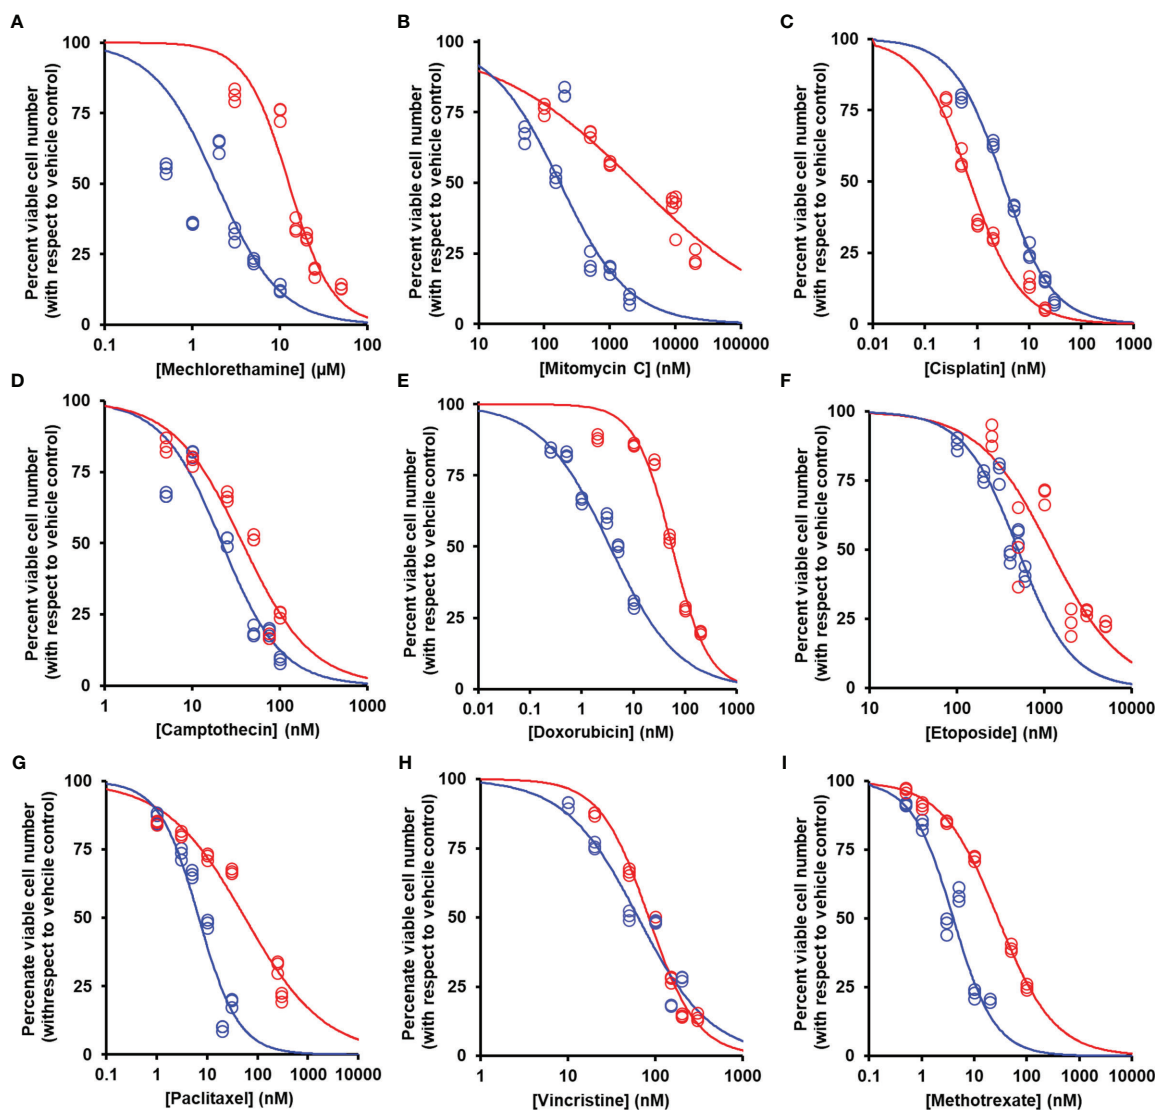 A
B
C
Percent viable cell number
(with respect to vehicle control)
100
75
50
25
0
0.1
1
10
100
[Mechlorethamine] (µM)
Percent viable cell number
(with respect to vehicle control)
100
75
50
25
0
10
100
1000
10000
100000
[Mitomycin C] (nM)
Percent viable cell number
(with respect to vehicle control)
100
75
50
25
0
0.01
0.1
1
10
100
1000
[Cisplatin] (nM)
D
E
F
Percent viable cell number
(with respect to vehicle control)
100
75
50
25
0
1
10
100
1000
[Camptothecin] (nM)
Percent viable cell number
(with respect to vehcile control)
100
75
50
25
0
0.01
0.1
1
10
100
1000
[Doxorubicin] (nM)
Percent viable cell number
(with respect to vehicle control)
100
75
50
25
0
10
100
1000
10000
[Etoposide] (nM)
G
H
I
Percenate viable cell number
(withrespect to vehicle control)
100
75
50
25
0
0.1
1
10
100
1000
10000
[Paclitaxel] (nM)
Percenate viable cell number
(with respect to vehcile control)
100
75
50
25
0
1
10
100
1000
[Vincristine] (nM)
Percent viable cell number
(with respect to vehicle control)
100
75
50
25
0
0.1
1
10
100
1000
10000
[Methotrexate] (nM)